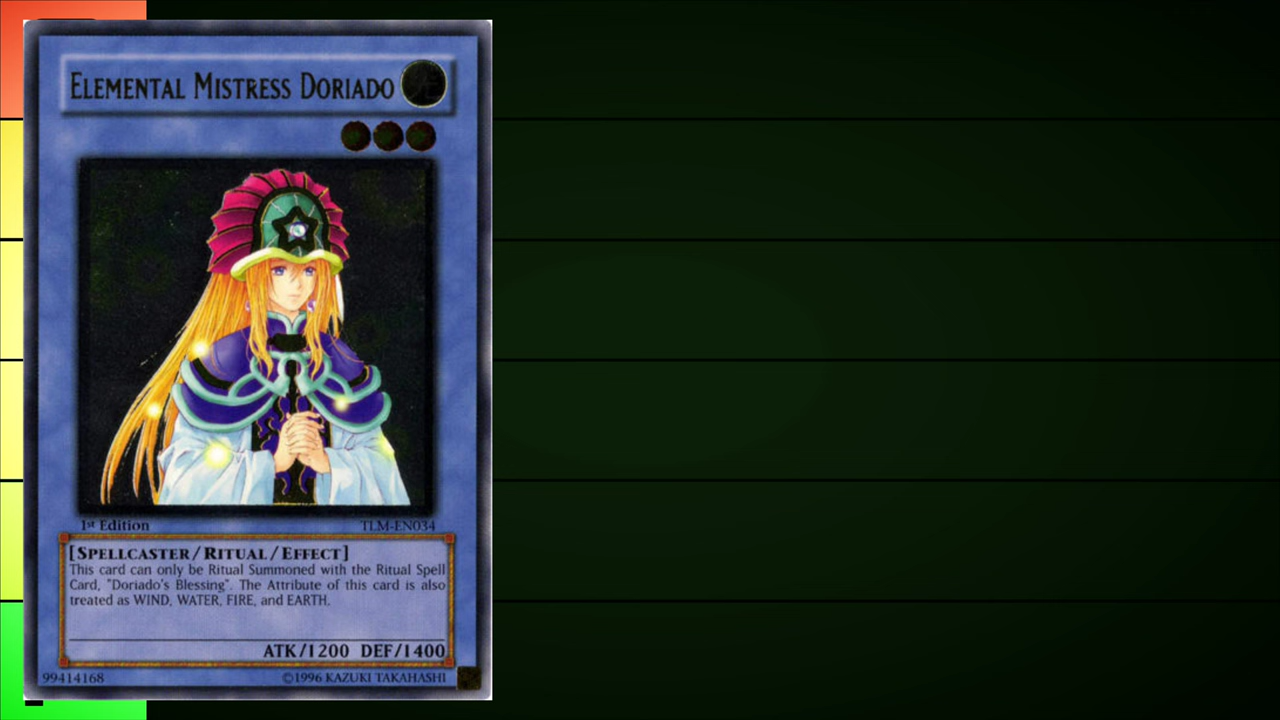 Elemental Mistress Doriado
1st Edition
TLM-EN034
[Spellcaster/Ritual/Effect]
This card can only be Ritual Summoned with the Ritual Spell
Card, "Doriado's Blessing". The Attribute of this card is also
treated as WIND, WATER, FIRE, and EARTH.
ATK/1200 DEF/1400
99414168
©1996 KAZUKI TAKAHASHI